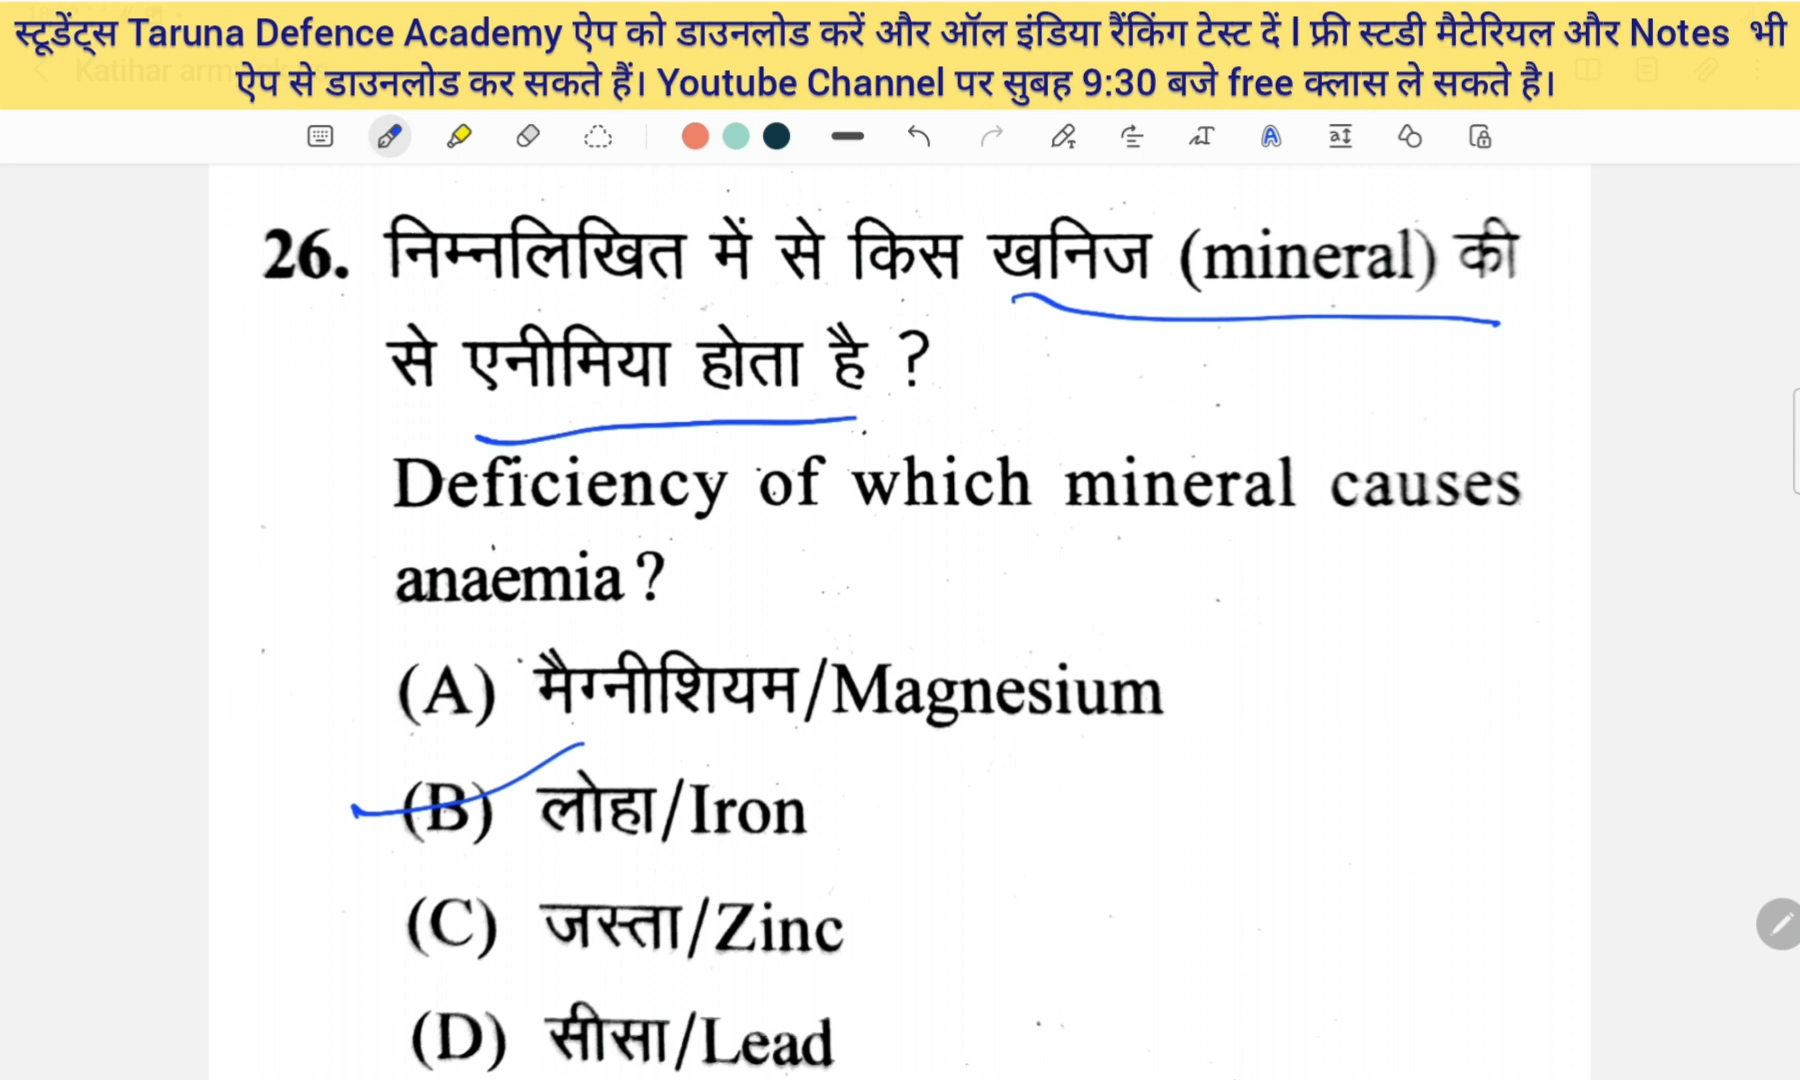 स्टूडेंट्स Taruna Defence Academy ऐप को डाउनलोड करें और ऑल इंडिया रैंकिंग टेस्ट दें l फ्री स्टडी मैटेरियल और Notes भी
ऐप से डाउनलोड कर सकते हैं। Youtube Channel पर सुबह 9:30 बजे free क्लास ले सकते है।
26. निम्नलिखित में से किस खनिज (mineral) की
से एनीमिया होता है ?
Deficiency of which mineral causes
anaemia ?
(A) मैग्नीशियम/Magnesium
(B) लोहा/Iron
(C) जस्ता/Zinc
(D) सीसा/Lead